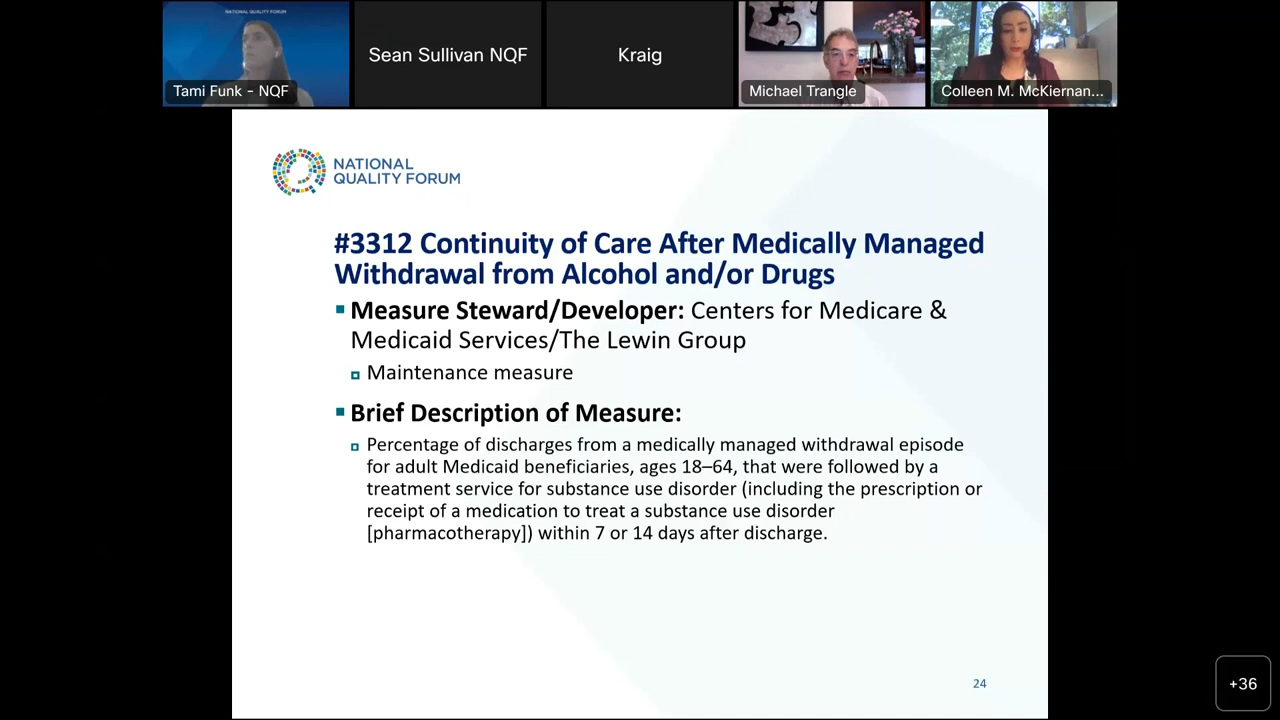 NATIONAL QUALITY FORUM
Tami Funk - NQF
Sean Sullivan NQF
Kraig
Michael Trangle
Colleen M. McKiernan...
NATIONAL
QUALITY FORUM
#3312 Continuity of Care After Medically Managed
Withdrawal from Alcohol and/or Drugs
Measure Steward/Developer: Centers for Medicare &
Medicaid Services/The Lewin Group
Maintenance measure
Brief Description of Measure:
Percentage of discharges from a medically managed withdrawal episode
for adult Medicaid beneficiaries, ages 18–64, that were followed by a
treatment service for substance use disorder (including the prescription or
receipt of a medication to treat a substance use disorder
[pharmacotherapy]) within 7 or 14 days after discharge.
24
+36